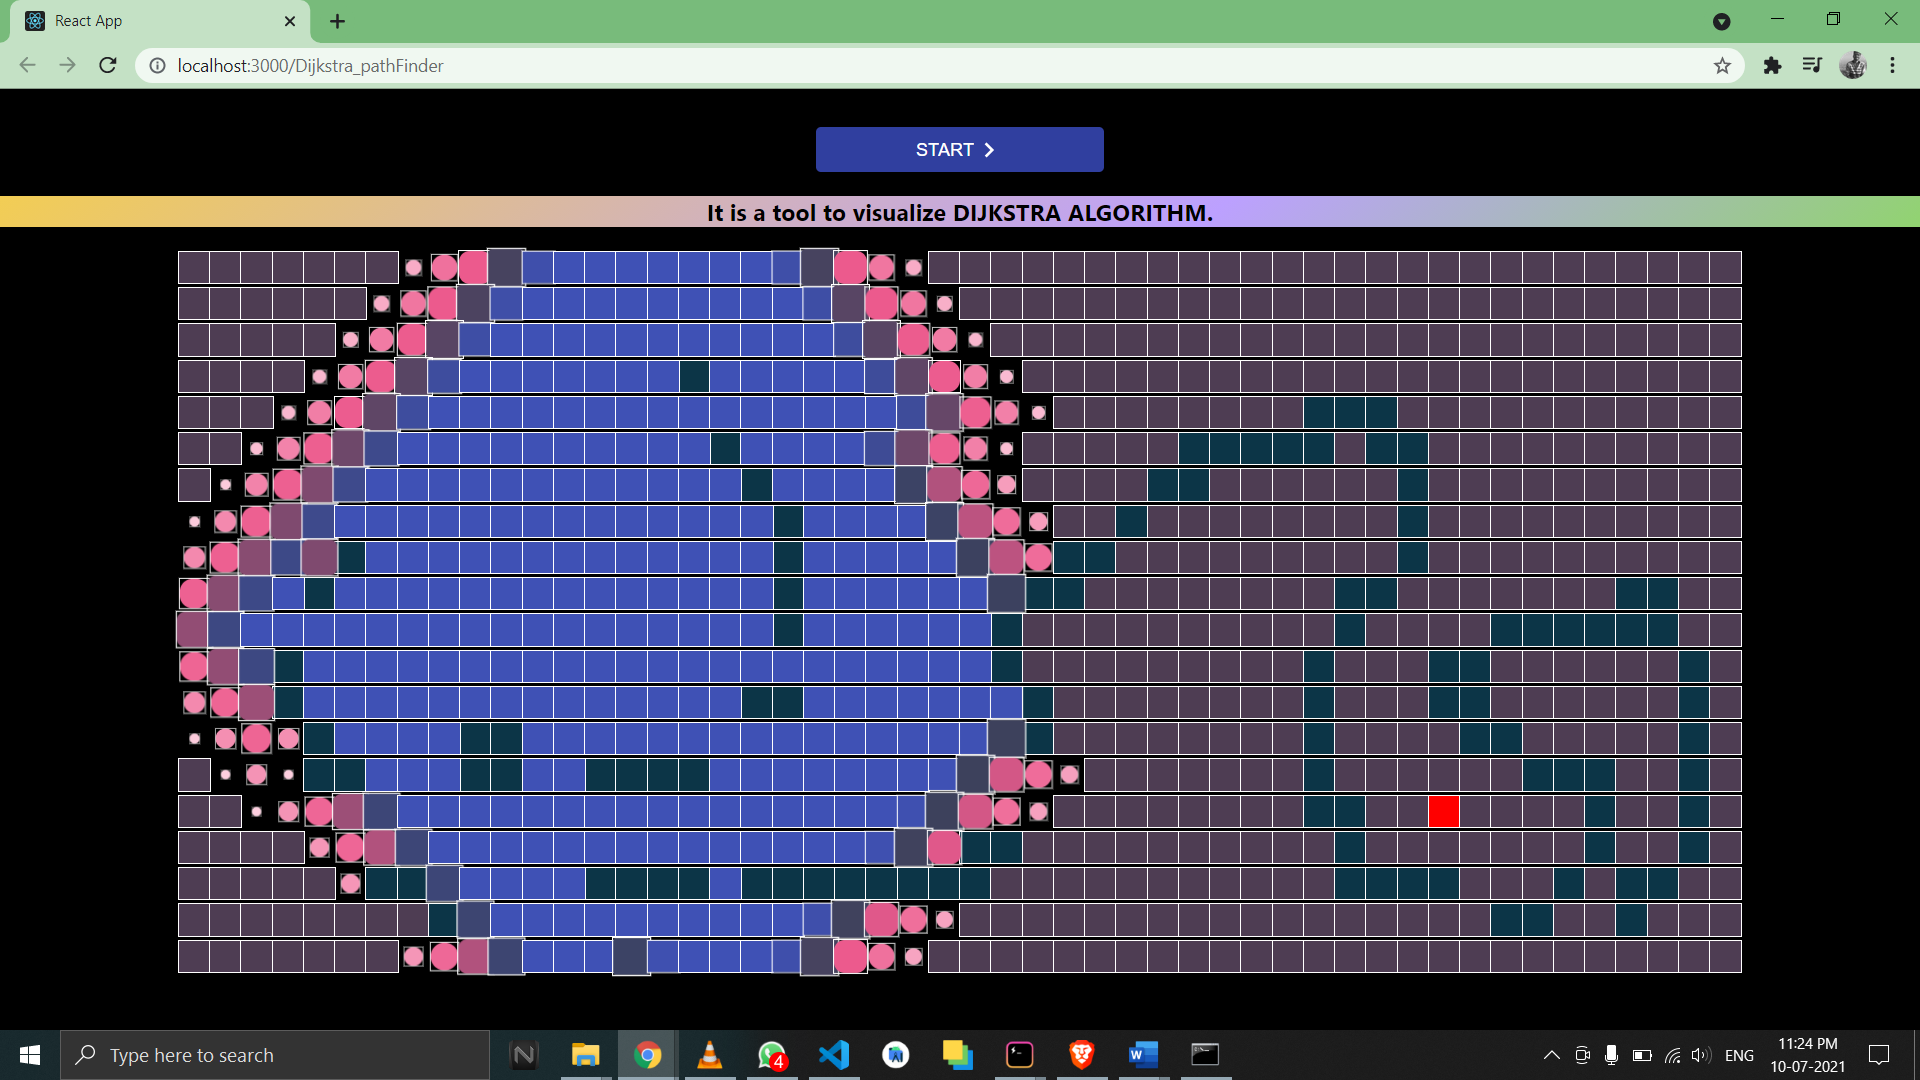 React App
localhost:3000/Dijkstra_pathFinder
START
It is a tool to visualize DIJKSTRA ALGORITHM.
Type here to search
N
4
W
ENG
11:24 PM
10-07-2021